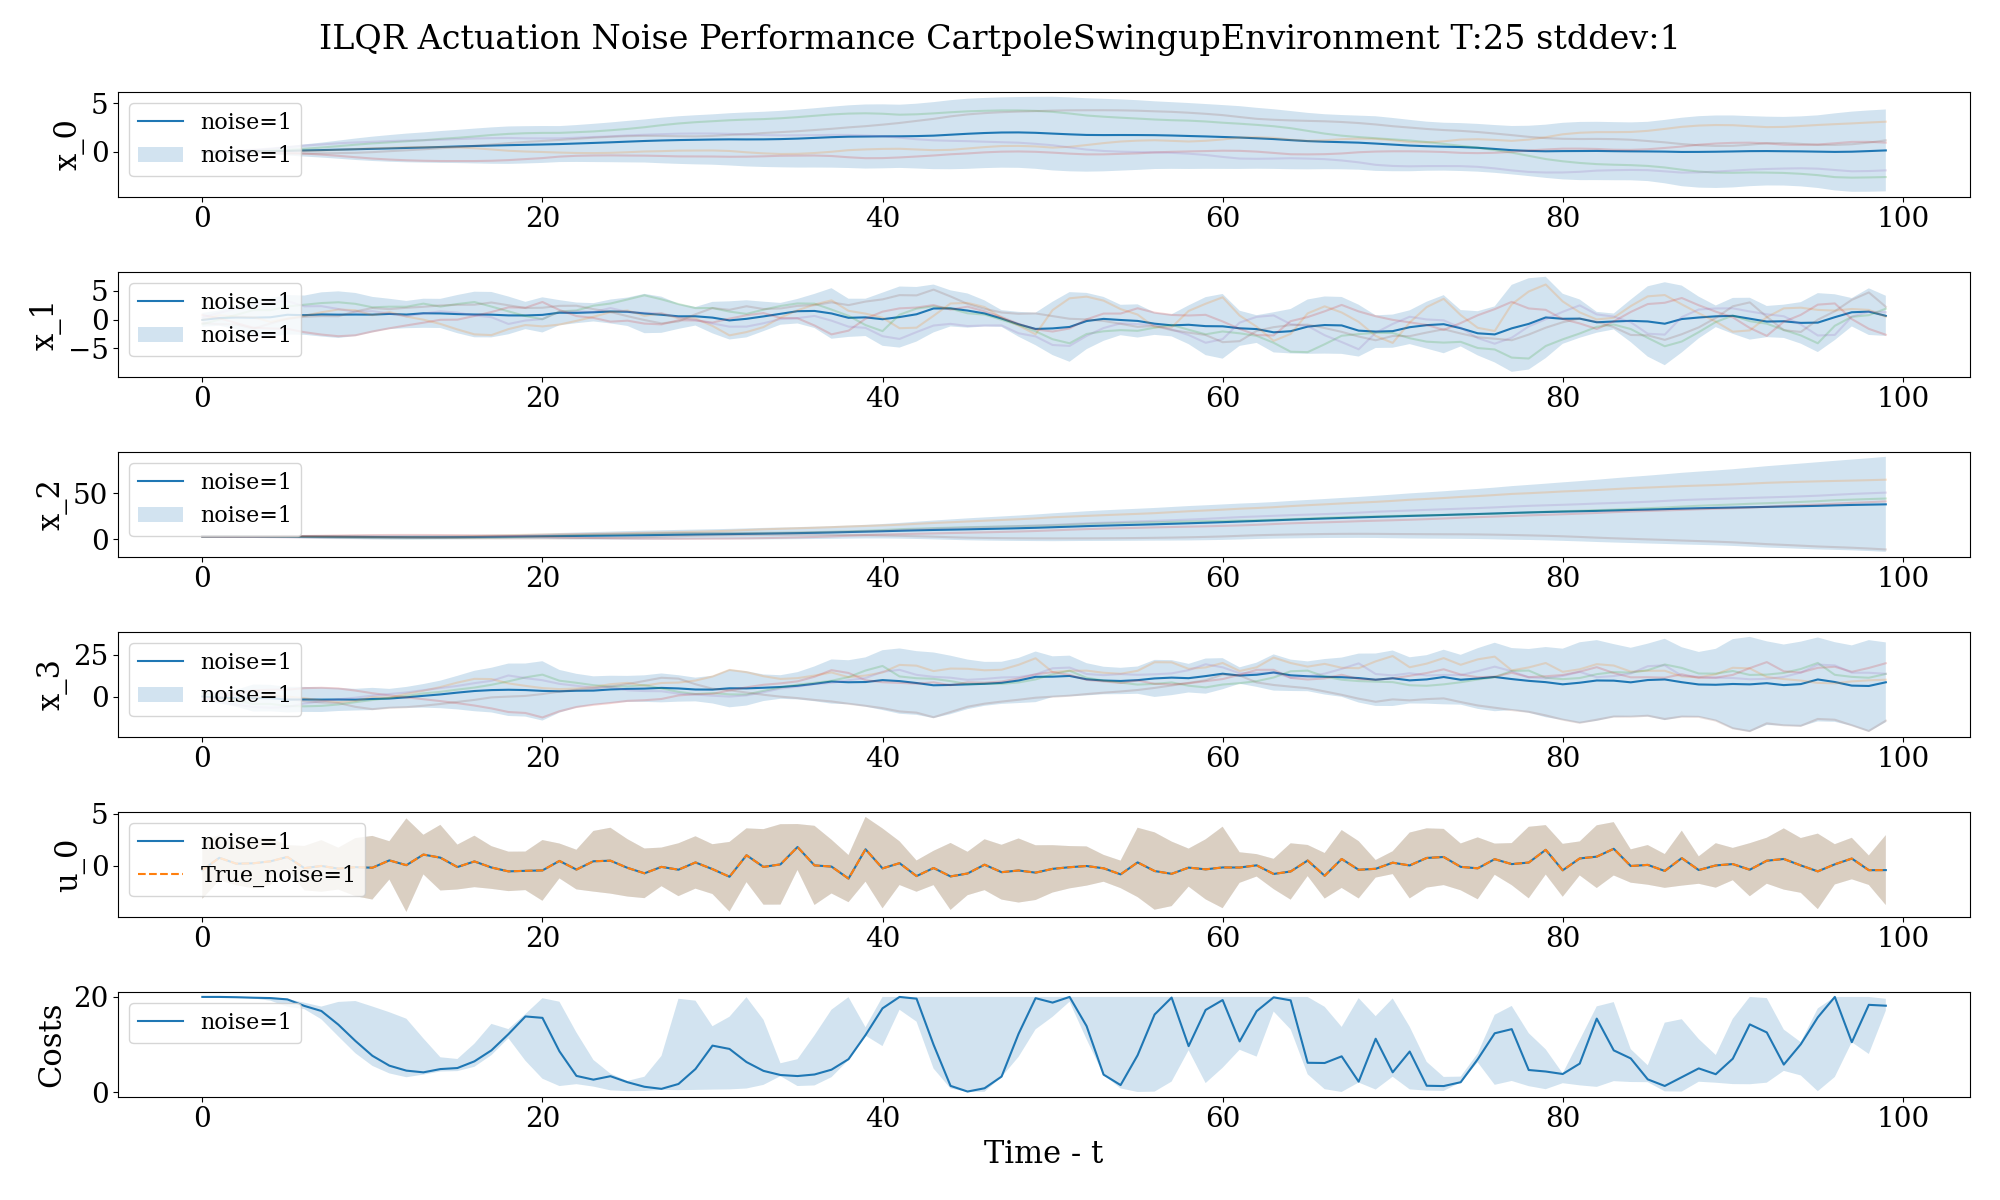 ILQR Actuation Noise Performance CartpoleSwingupEnvironment T:25 stddev:1
x_0
5
0
noise=1
noise=1
0 20 40 60 80 100
x_1
5
0
−5
noise=1
noise=1
0 20 40 60 80 100
x_2
50
0
noise=1
noise=1
0 20 40 60 80 100
x_3
25
0
noise=1
noise=1
0 20 40 60 80 100
u_0
5
0
noise=1
True_noise=1
0 20 40 60 80 100
Costs
20
0
noise=1
0 20 40 60 80 100
Time - t